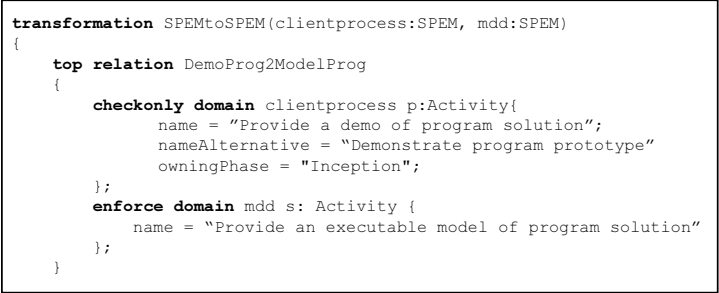 transformation SPEMtoSPEM(clientprocess:SPEM, mdd:SPEM)
{
top relation DemoProg2ModelProg
{
checkonly domain clientprocess p:Activity{
name = ”Provide a demo of program solution”;
nameAlternative = “Demonstrate program prototype”
owningPhase = "Inception";
};
enforce domain mdd s: Activity {
name = “Provide an executable model of program solution”
};
}